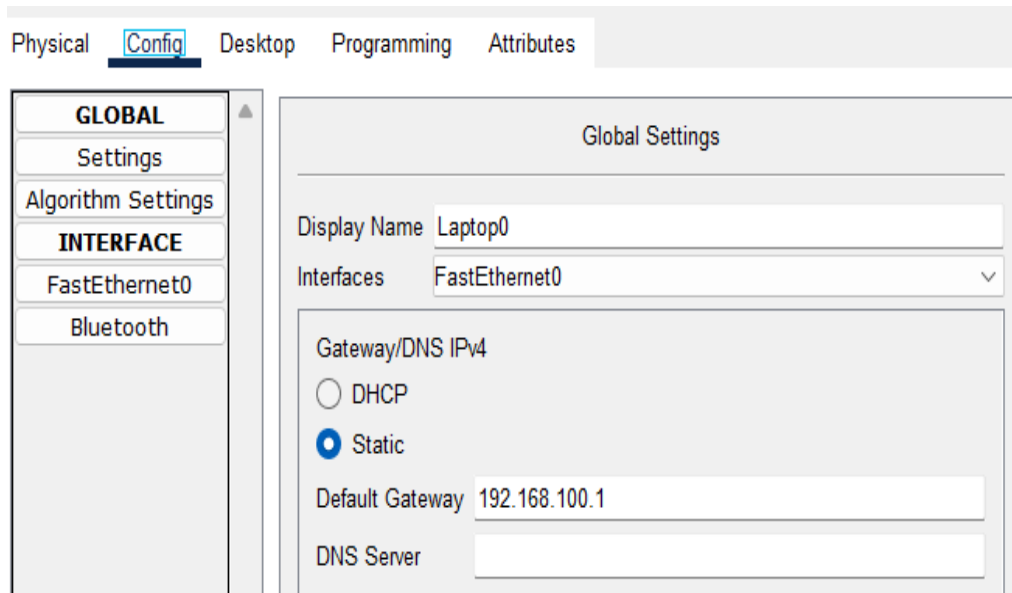 Physical Config Desktop Programming Attributes
GLOBAL
Settings
Algorithm Settings
INTERFACE
FastEthernet0
Bluetooth
Global Settings
Display Name Laptop0
Interfaces FastEthernet0
Gateway/DNS IPv4
DHCP
Static
Default Gateway 192.168.100.1
DNS Server